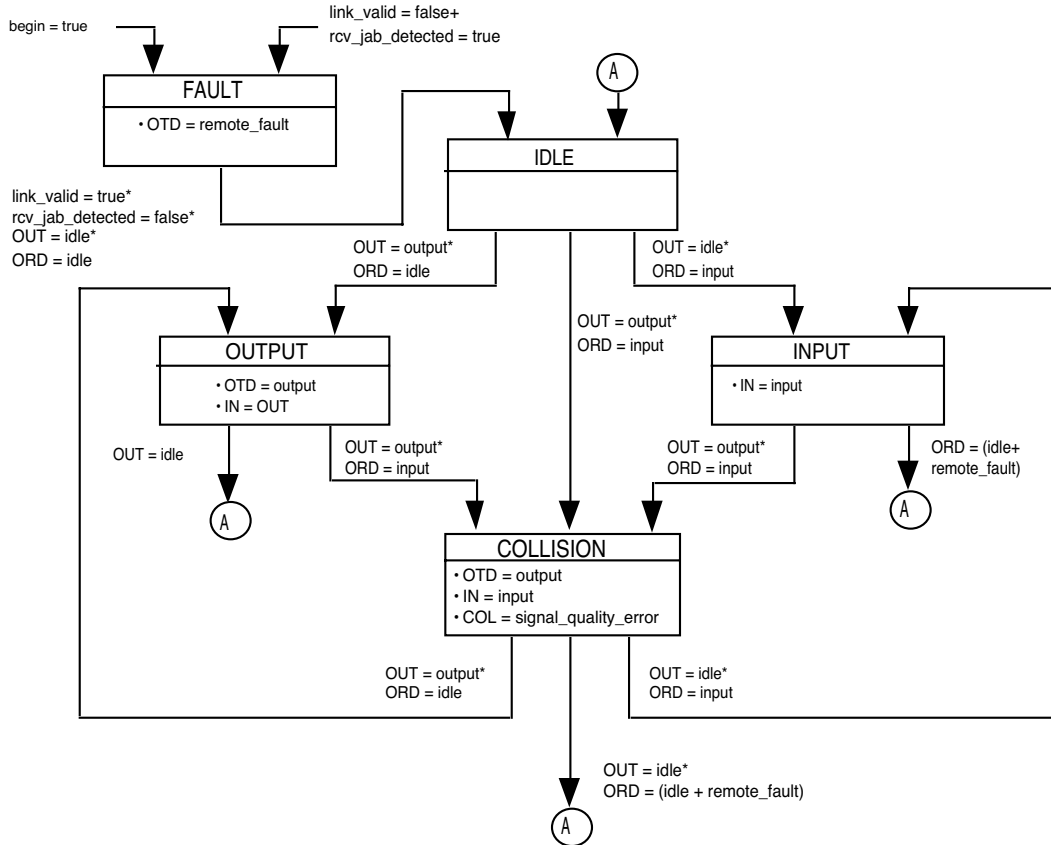 begin = true
link_valid = false+
rcv_jab_detected = true
FAULT
• OTD = remote_fault
A
IDLE
link_valid = true*
rcv_jab_detected = false*
OUT = idle*
ORD = idle
OUT = output*
ORD = idle
OUT = idle*
ORD = input
OUT = output*
ORD = input
OUTPUT
• OTD = output
• IN = OUT
INPUT
• IN = input
OUT = idle
OUT = output*
ORD = input
OUT = output*
ORD = input
ORD = (idle+
remote_fault)
A
A
COLLISION
• OTD = output
• IN = input
• COL = signal_quality_error
OUT = output*
ORD = idle
OUT = idle*
ORD = input
OUT = idle*
ORD = (idle + remote_fault)
A